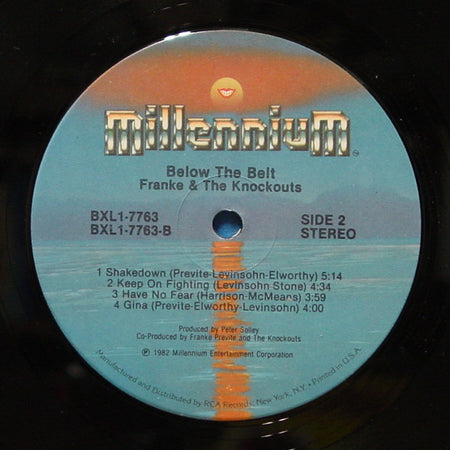 MillenniuM
TM
Below The Belt
Franke & The Knockouts
BXL1-7763
BXL1-7763-B
SIDE 2
STEREO
1 Shakedown (Previte-Levinsohn-Elworthy) 5:14
2 Keep On Fighting (Levinsohn Stone) 4:34
3 Have No Fear (Harrison-McMeans) 3:59
4 Gina (Previte-Elworthy-Levinsohn) 4:00
Produced by Peter Solley
Co-Produced by Franke Previte and The Knockouts
℗ 1982 Millennium Entertainment Corporation
Manufactured and Distributed by RCA Records, New York, N.Y. • Printed in U.S.A.